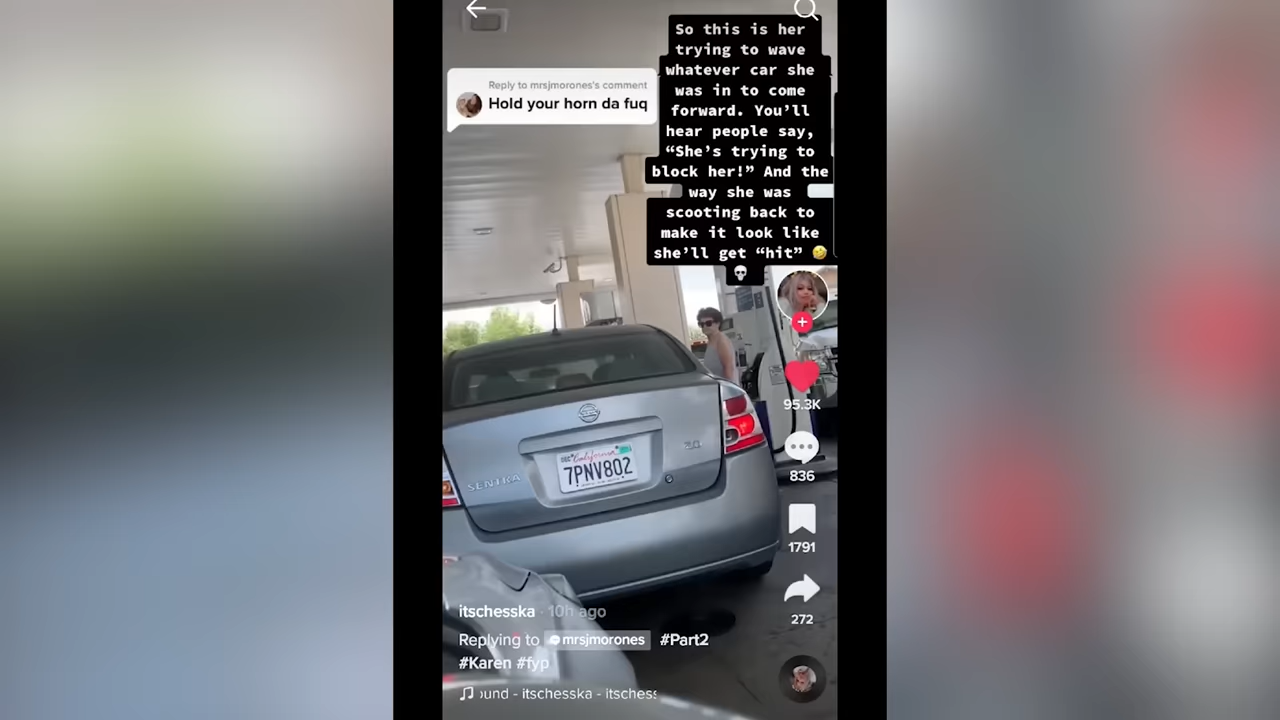 So this is her
trying to wave
whatever car she
was in to come
forward. You’ll
hear people say,
“She’s trying to
block her!” And the
way she was
scooting back to
make it look like
she’ll get “hit” 🤣
💀
Reply to mrsjmorones's comment
Hold your horn da fuq
SENTRA
California
7PNV802
95.3K
836
1791
272
itschesska · 10h ago
Replying to mrsjmorones #Part2
#Karen #fyp
ound - itschesska - itschess